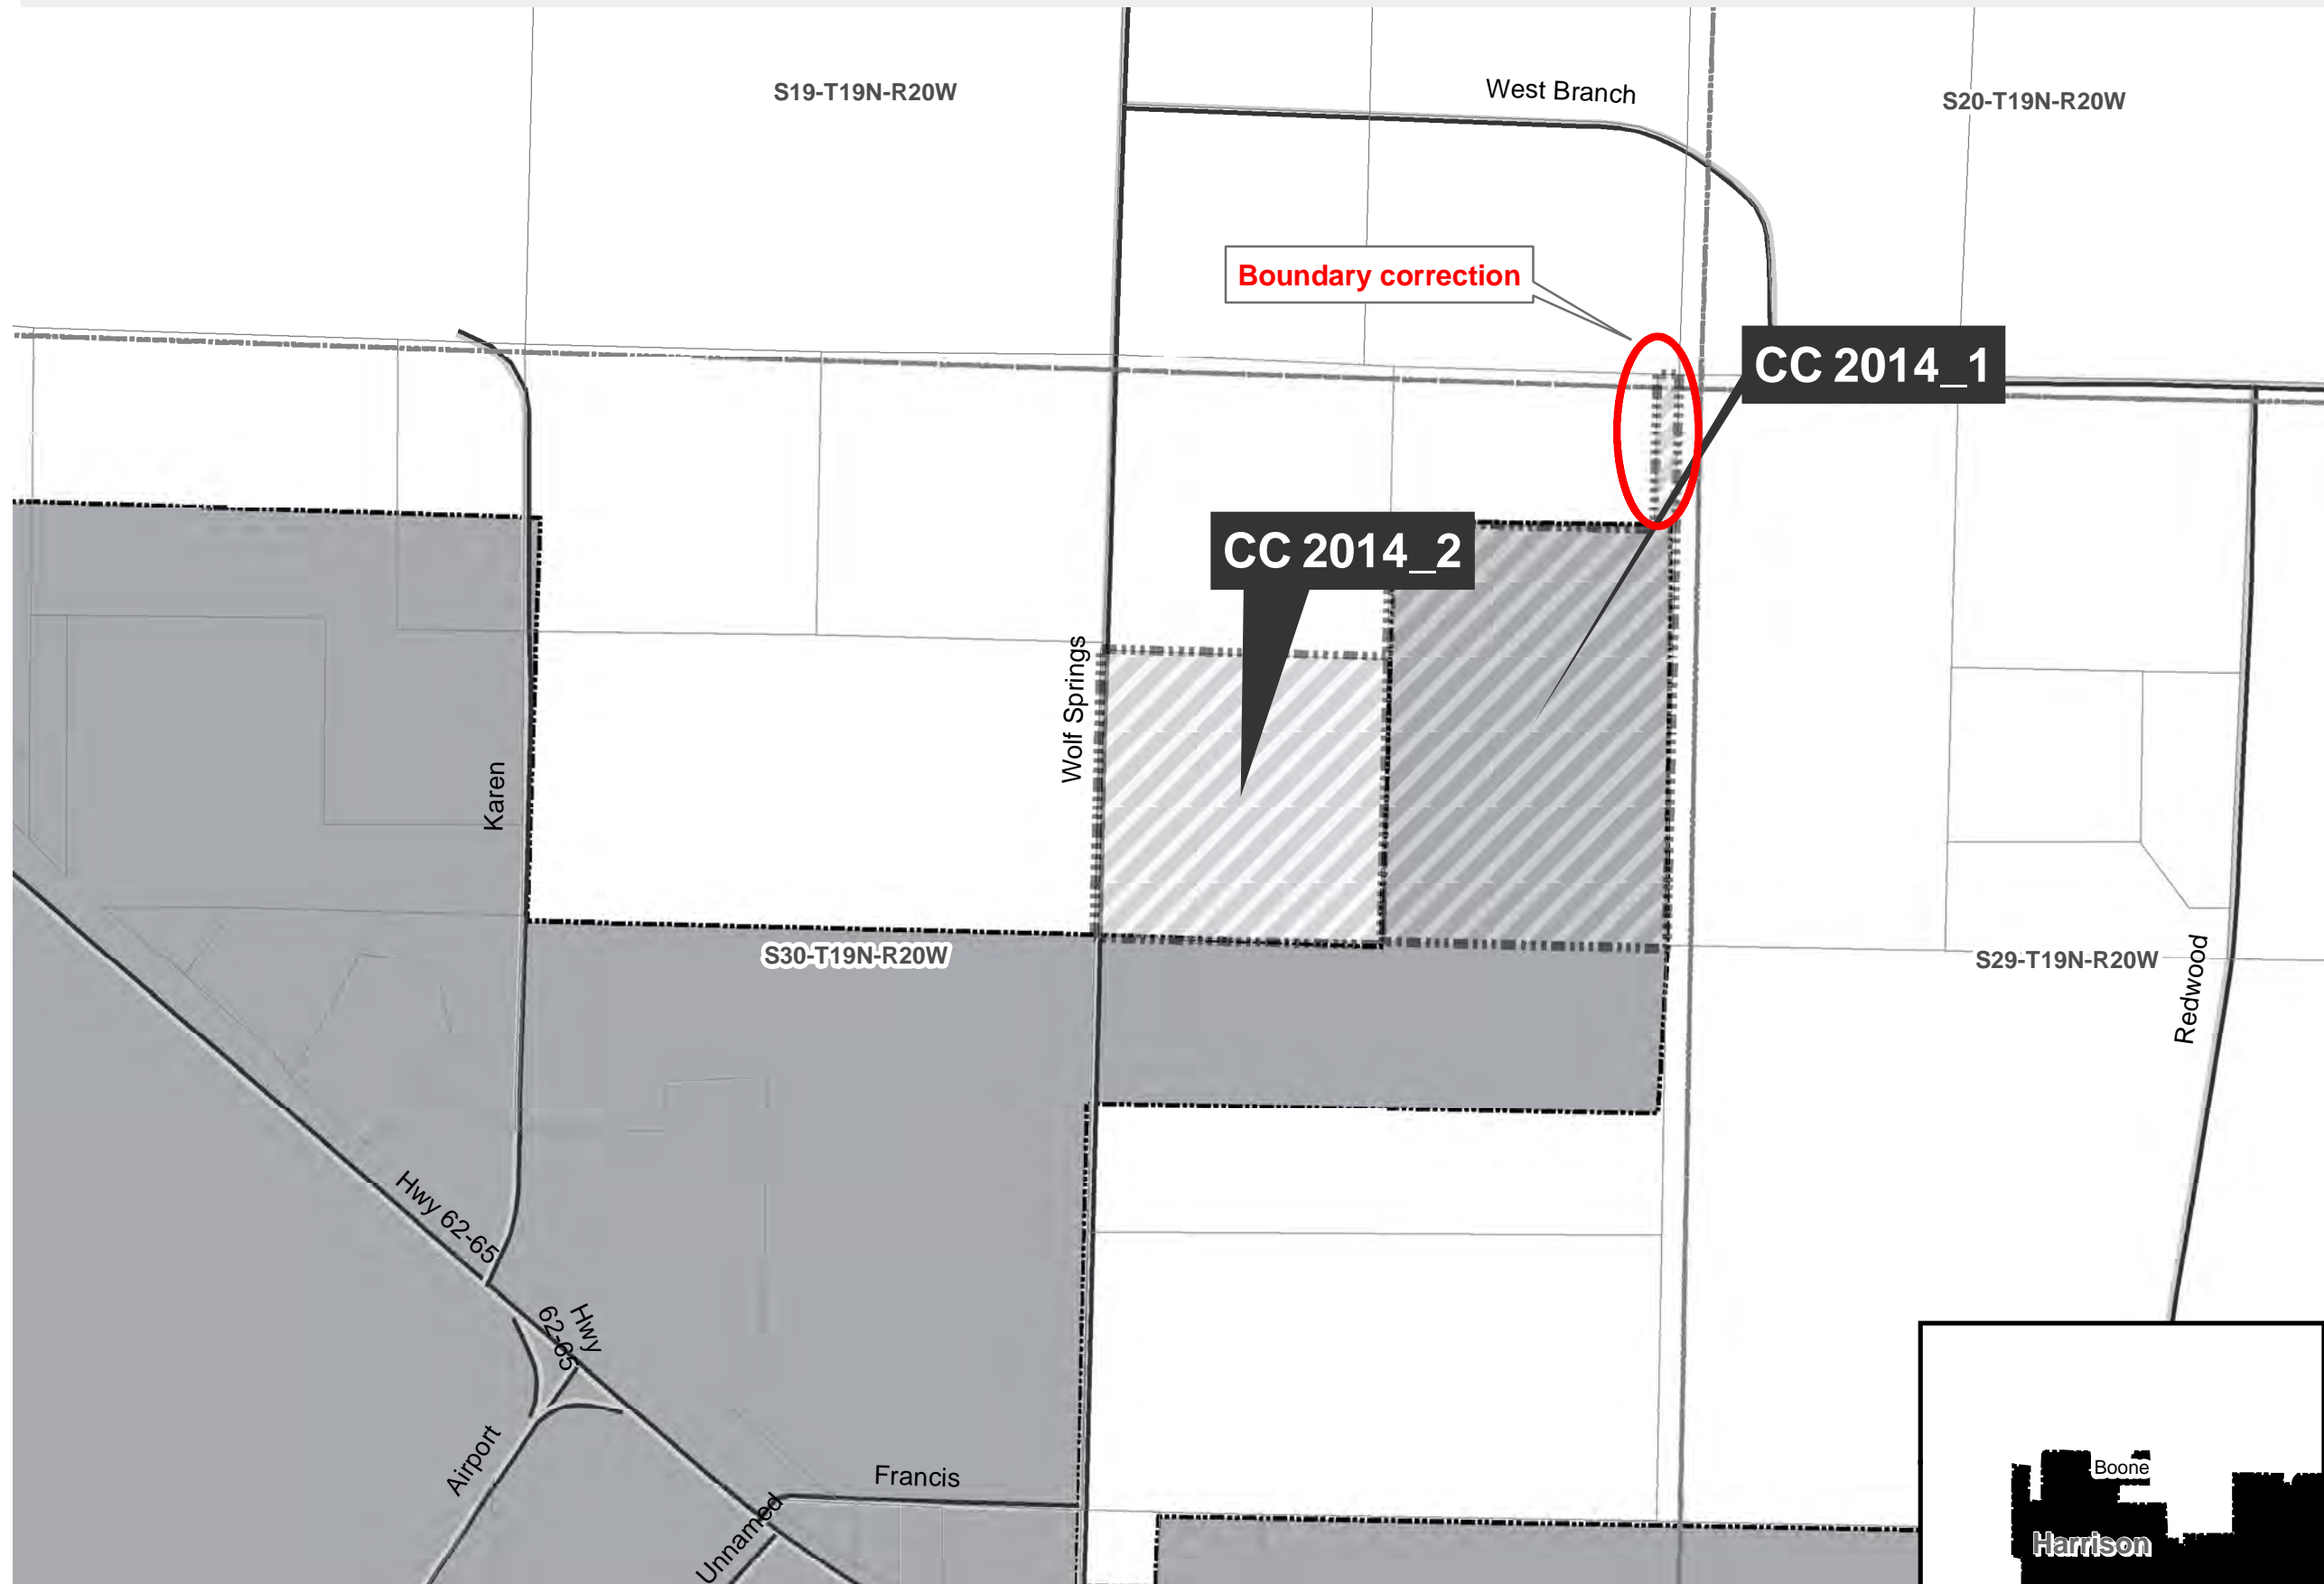 West Branch
S19-T19N-R20W
S20-T19N-R20W
Boundary correction
CC 2014_1
CC 2014_2
Wolf Springs
Karen
S30-T19N-R20W
S29-T19N-R20W
Redwood
Hwy 62-65
Hwy
62-65
Airport
Francis
Unnamed
Boone
Harrison